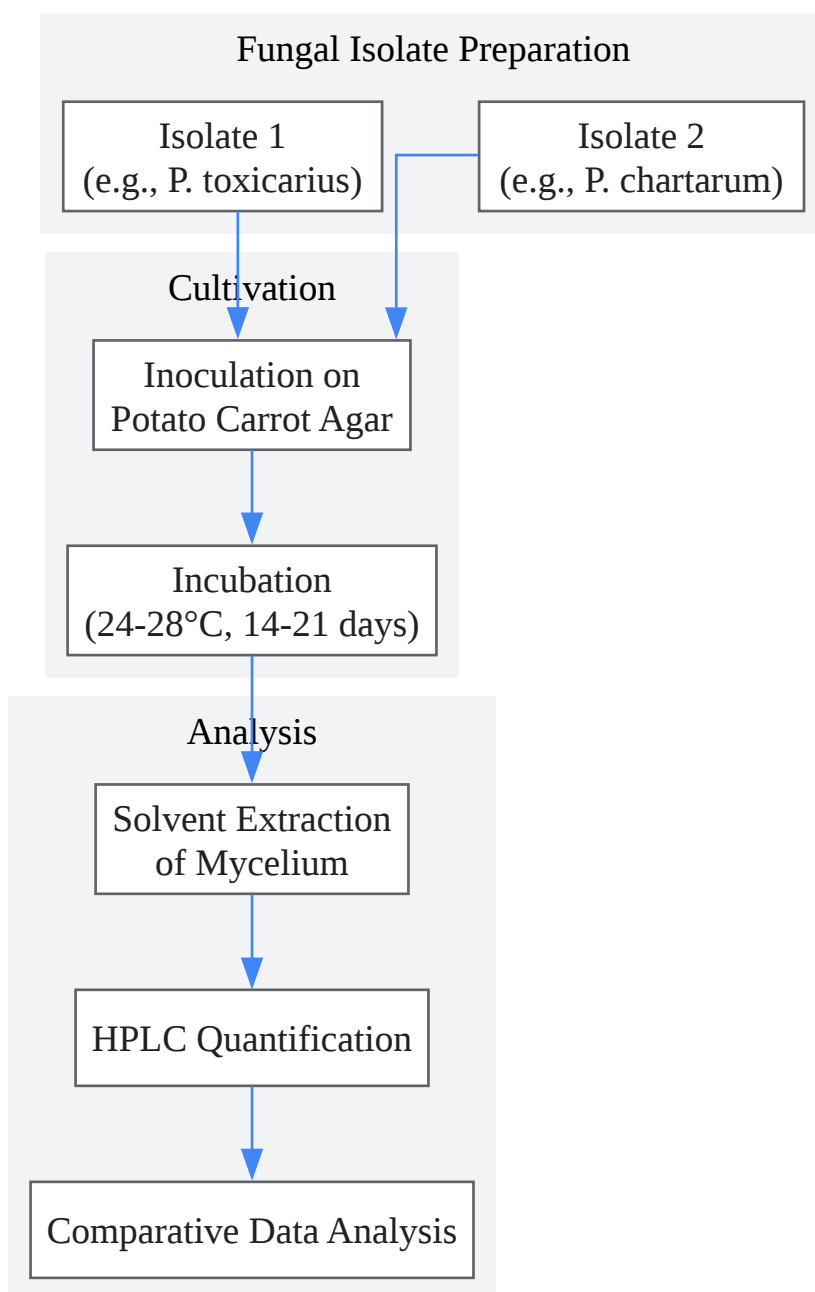 Fungal Isolate Preparation
Isolate 1
(e.g., P. toxicarius)
Isolate 2
(e.g., P. chartarum)
Cultivation
Inoculation on
Potato Carrot Agar
Incubation
(24-28°C, 14-21 days)
Analysis
Solvent Extraction
of Mycelium
HPLC Quantification
Comparative Data Analysis